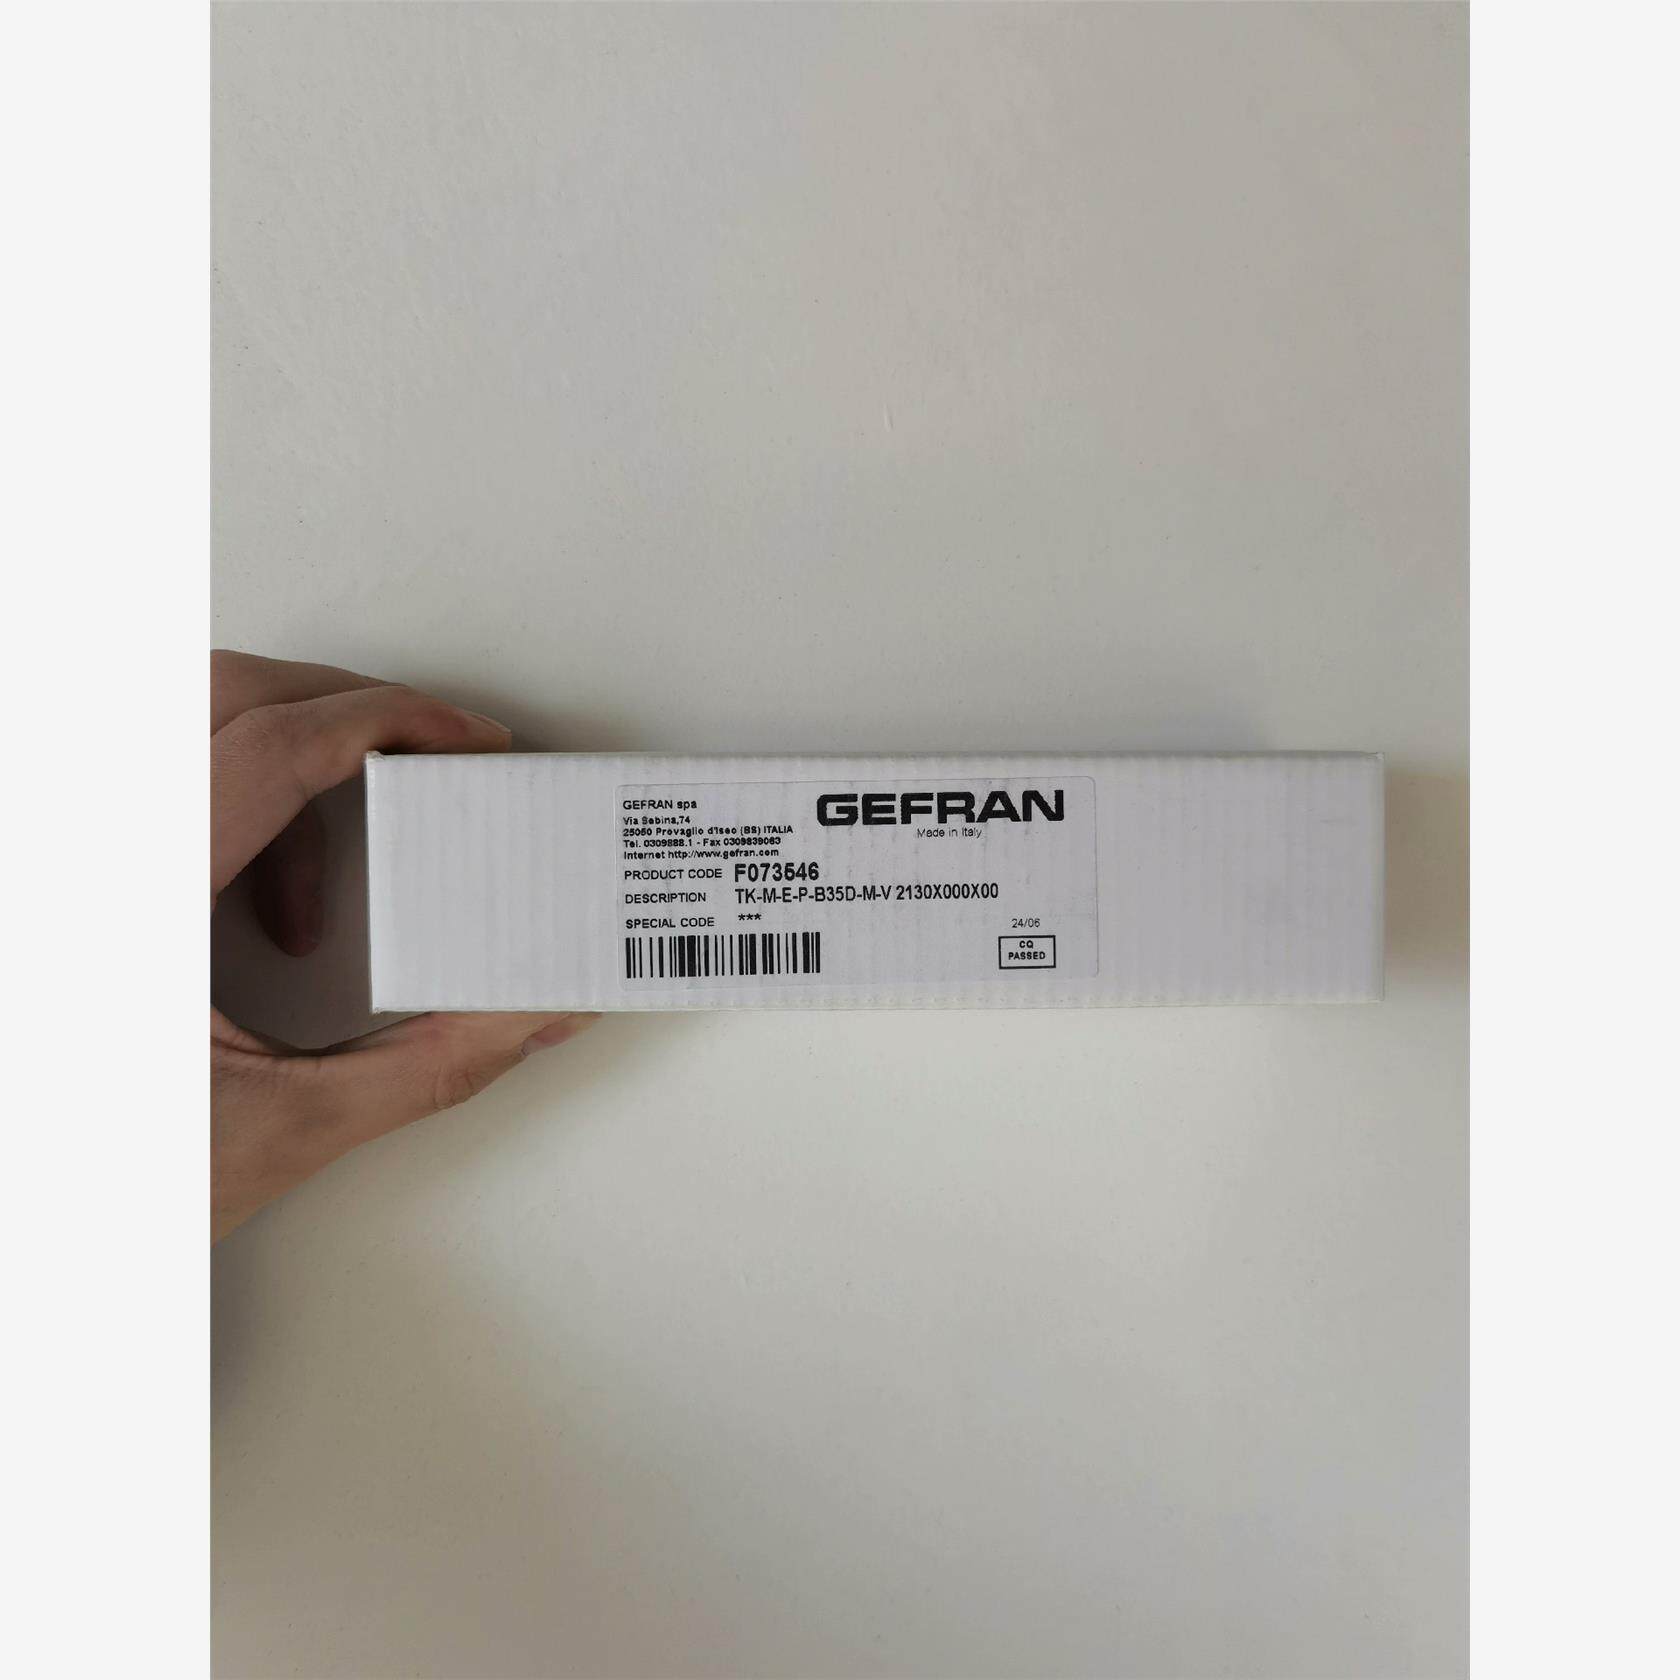 GEFRAN spa
Via Sebina,74
25050 Provaglio d'Iseo (BS) ITALIA
Tel. 0309888.1 - Fax 0309839063
Internet http://www.gefran.com
GEFRAN
Made in Italy
PRODUCT CODE F073546
DESCRIPTION TK-M-E-P-B35D-M-V 2130X000X00
SPECIAL CODE ***
24/06
CQ
PASSED